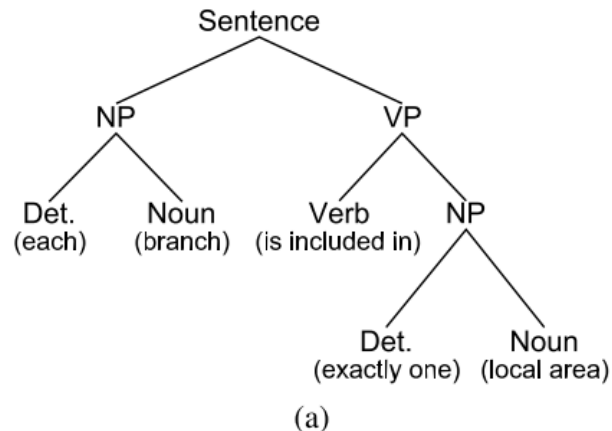 Sentence
NP VP
Det. Noun Verb NP
(each) (branch) (is included in)
Det. Noun
(exactly one) (local area)
(a)